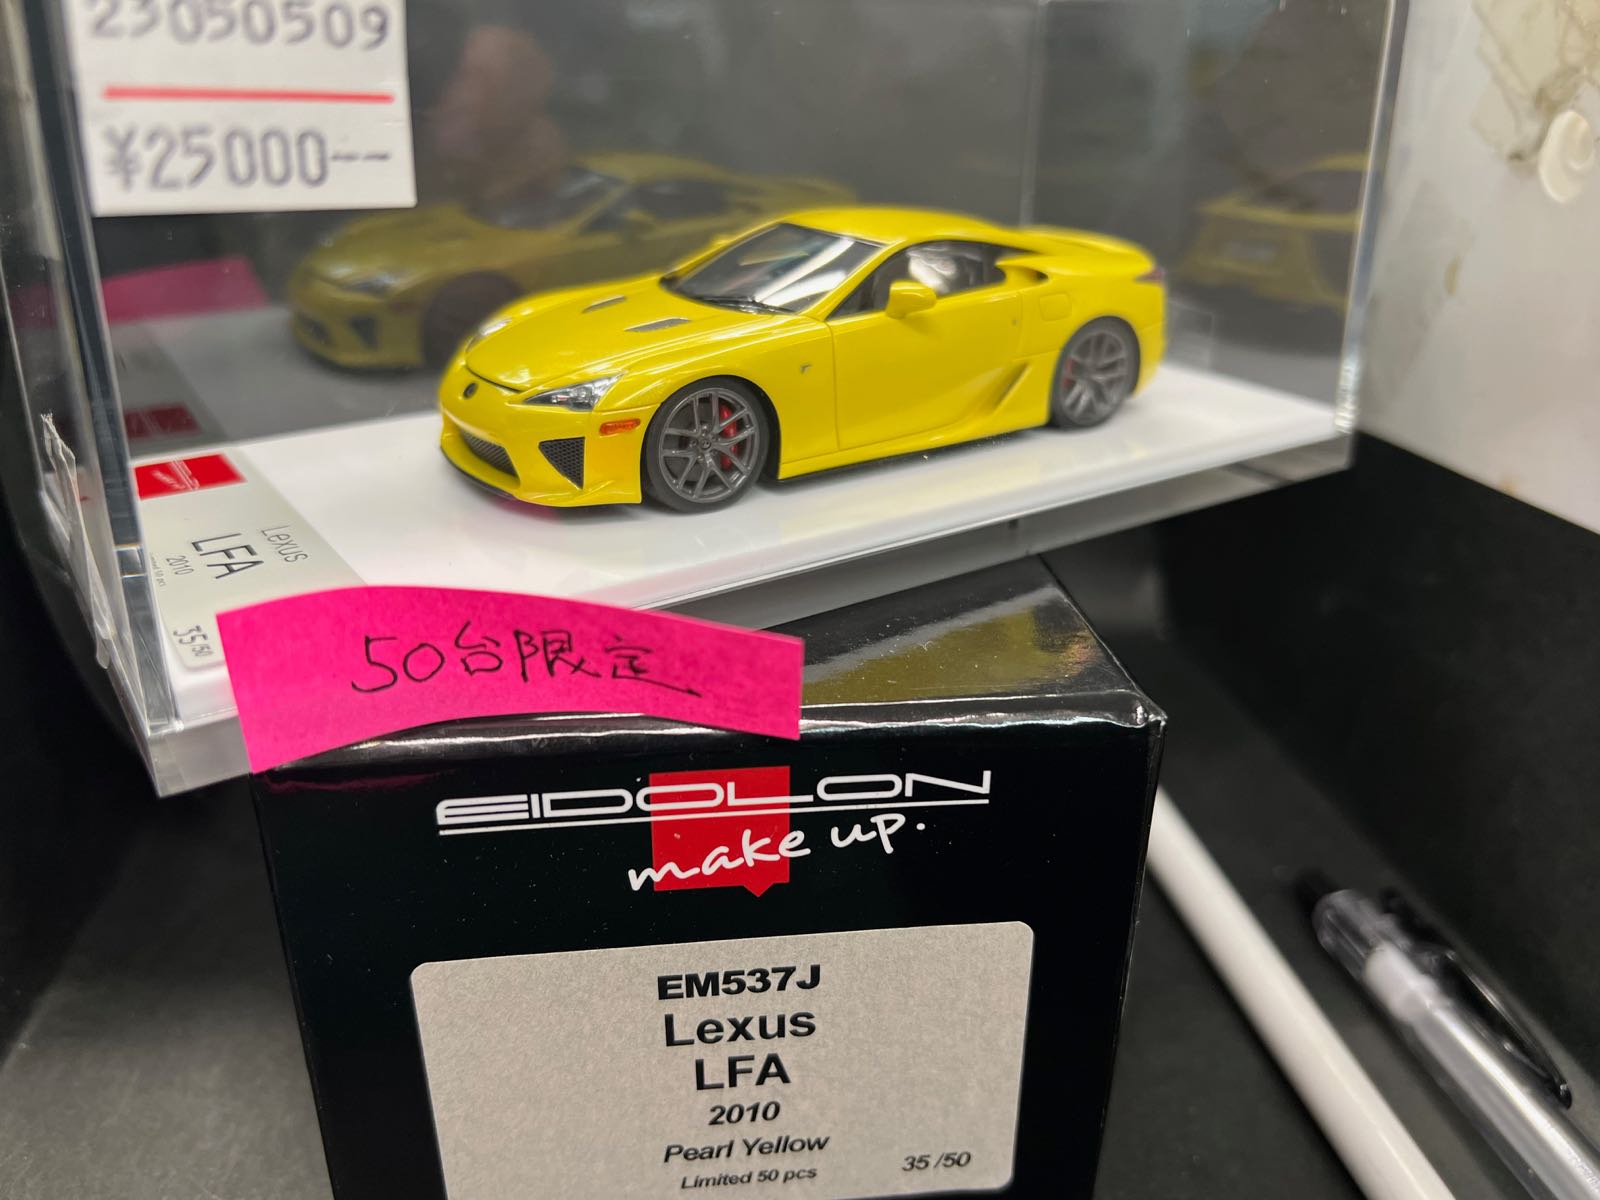 23050509
¥25000--
Lexus
LFA
2010
35/50
50台限定
EIDOLON
make up.
EM537J
Lexus
LFA
2010
Pearl Yellow
Limited 50 pcs
35/50